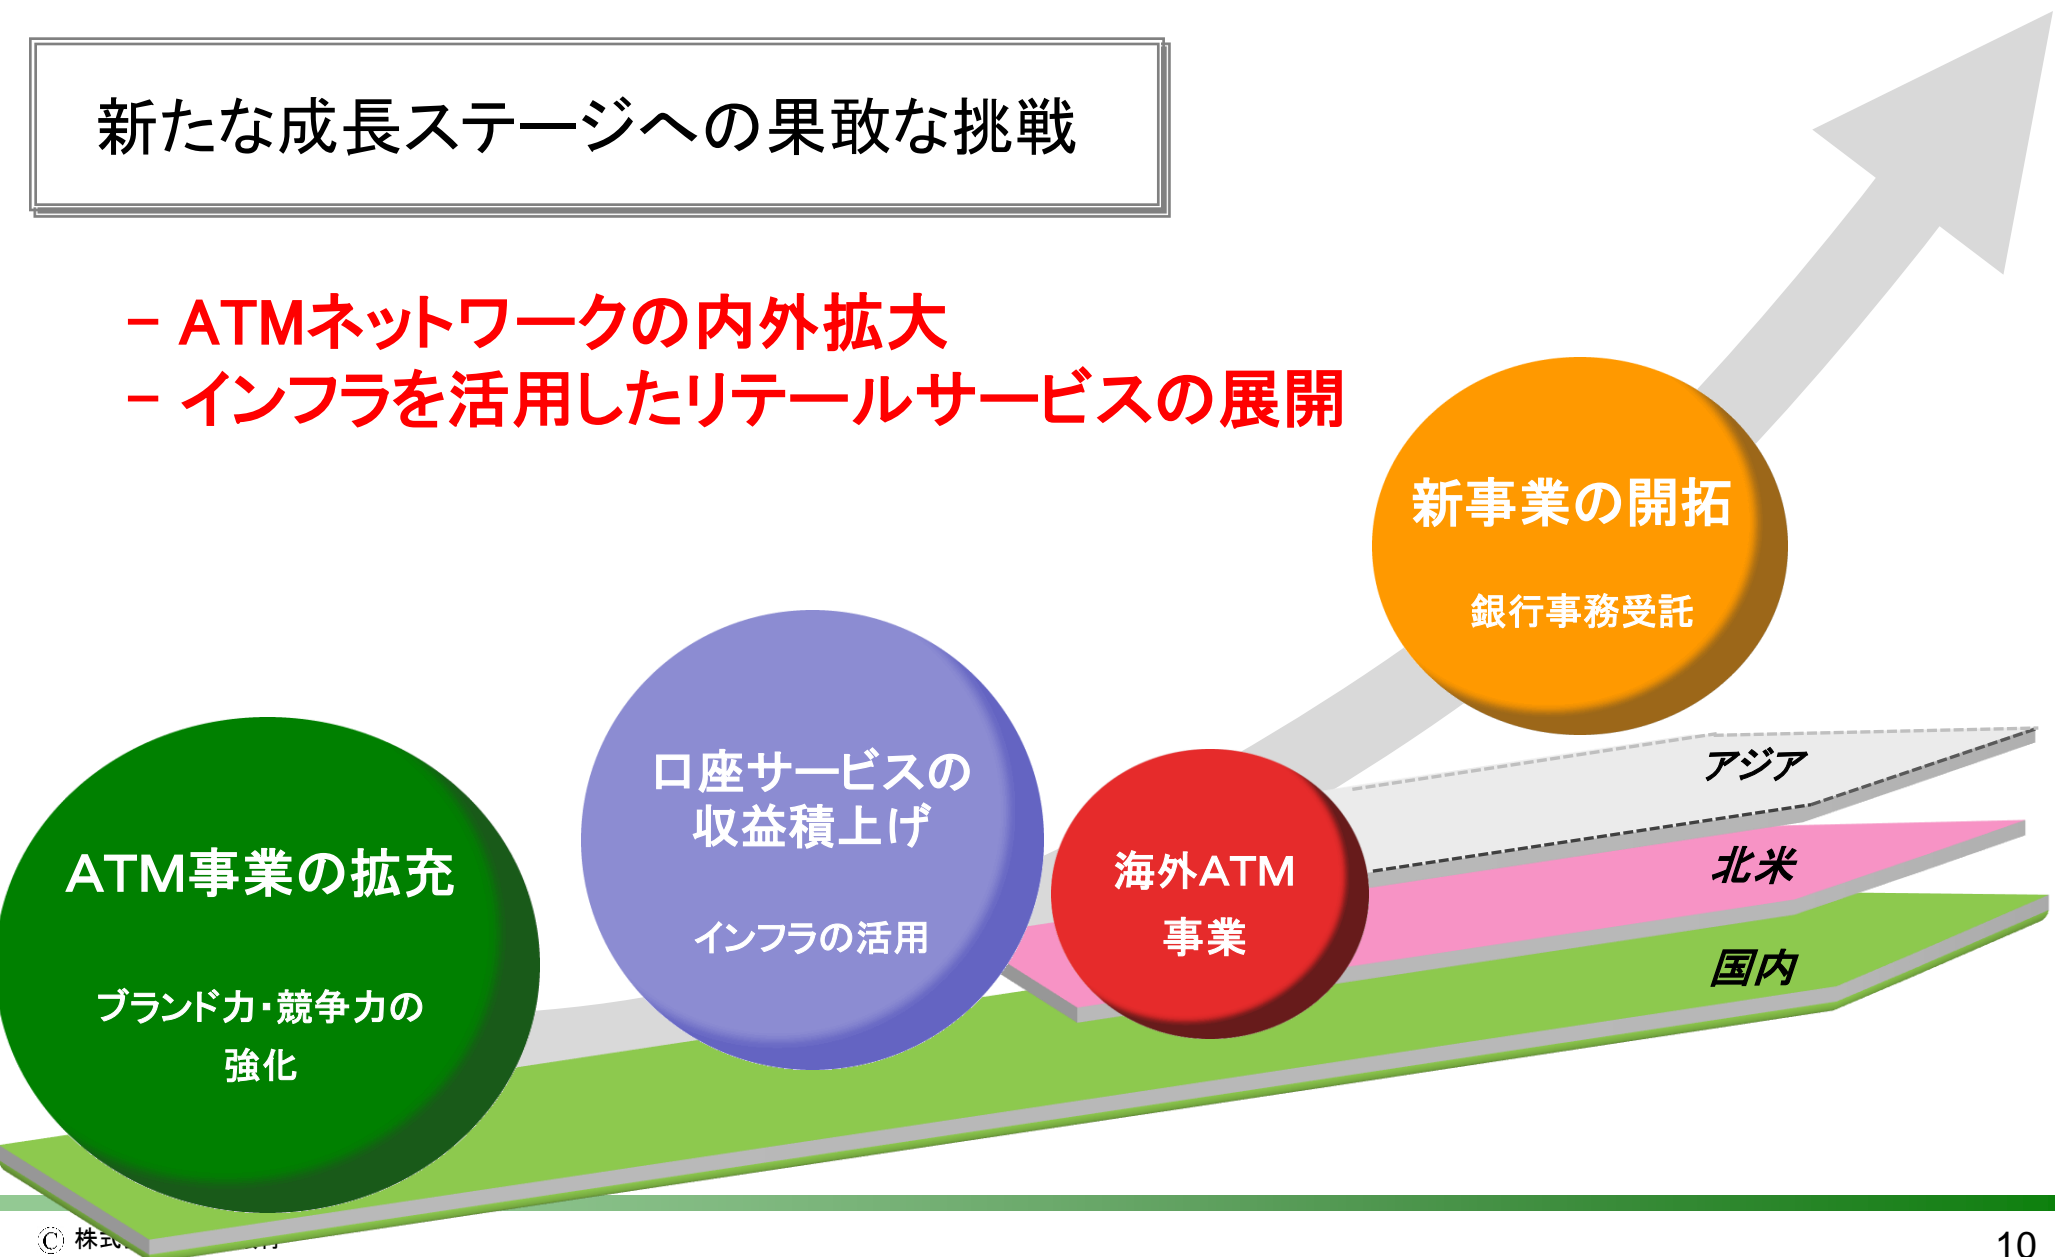 新たな成長ステージへの果敢な挑戦
− ATMネットワークの内外拡大
− インフラを活用したリテールサービスの展開
新事業の開拓
銀行事務受託
口座サービスの
収益積上げ
インフラの活用
海外ATM
事業
ATM事業の拡充
ブランド力・競争力の
強化
アジア
北米
国内
Ⓒ 株式
10